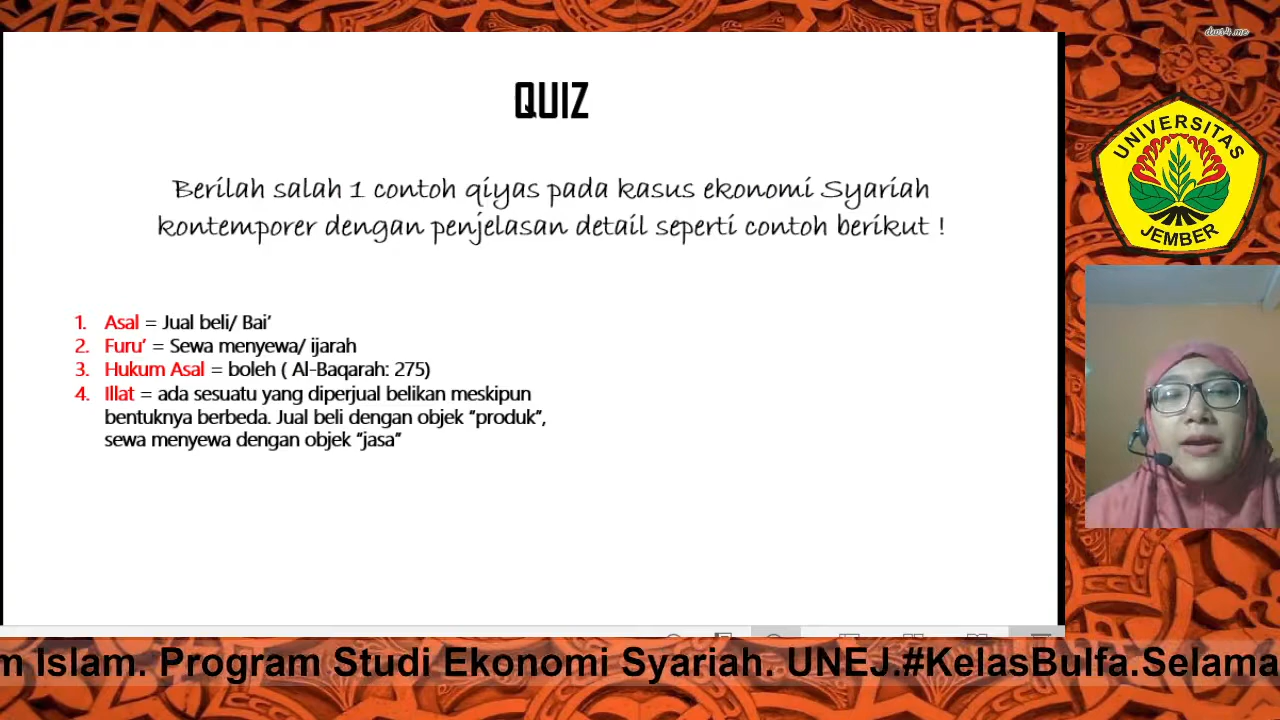 dws4.me
QUIZ
Berilah salah 1 contoh qiyas pada kasus ekonomi Syariah
kontemporer dengan penjelasan detail seperti contoh berikut !
UNIVERSITAS
JEMBER
1. Asal = Jual beli/ Bai'
2. Furu' = Sewa menyewa/ ijarah
3. Hukum Asal = boleh ( Al-Baqarah: 275)
4. Illat = ada sesuatu yang diperjual belikan meskipun
bentuknya berbeda. Jual beli dengan objek “produk”,
sewa menyewa dengan objek “jasa”
m Islam. Program Studi Ekonomi Syariah. UNEJ.#KelasBulfa.Selama